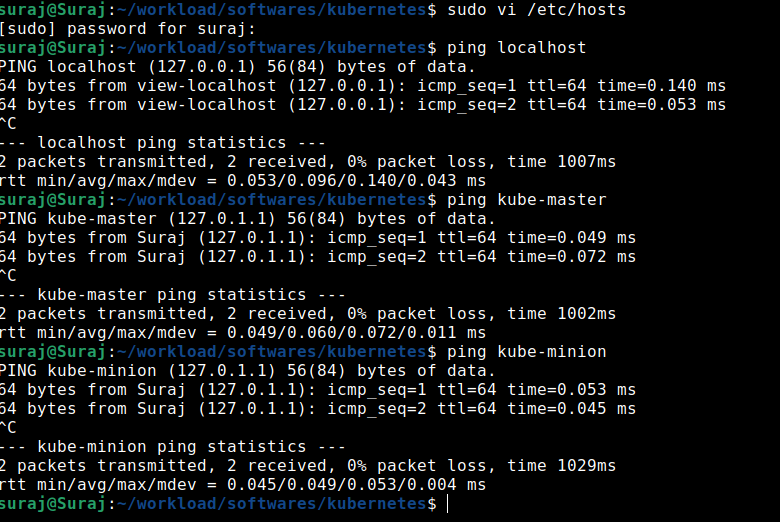 suraj@Suraj:~/workload/softwares/kubernetes$ sudo vi /etc/hosts
[sudo] password for suraj:
suraj@Suraj:~/workload/softwares/kubernetes$ ping localhost
PING localhost (127.0.0.1) 56(84) bytes of data.
64 bytes from view-localhost (127.0.0.1): icmp_seq=1 ttl=64 time=0.140 ms
64 bytes from view-localhost (127.0.0.1): icmp_seq=2 ttl=64 time=0.053 ms
^C
--- localhost ping statistics ---
2 packets transmitted, 2 received, 0% packet loss, time 1007ms
rtt min/avg/max/mdev = 0.053/0.096/0.140/0.043 ms
suraj@Suraj:~/workload/softwares/kubernetes$ ping kube-master
PING kube-master (127.0.1.1) 56(84) bytes of data.
64 bytes from Suraj (127.0.1.1): icmp_seq=1 ttl=64 time=0.049 ms
64 bytes from Suraj (127.0.1.1): icmp_seq=2 ttl=64 time=0.072 ms
^C
--- kube-master ping statistics ---
2 packets transmitted, 2 received, 0% packet loss, time 1002ms
rtt min/avg/max/mdev = 0.049/0.060/0.072/0.011 ms
suraj@Suraj:~/workload/softwares/kubernetes$ ping kube-minion
PING kube-minion (127.0.1.1) 56(84) bytes of data.
64 bytes from Suraj (127.0.1.1): icmp_seq=1 ttl=64 time=0.053 ms
64 bytes from Suraj (127.0.1.1): icmp_seq=2 ttl=64 time=0.045 ms
^C
--- kube-minion ping statistics ---
2 packets transmitted, 2 received, 0% packet loss, time 1029ms
rtt min/avg/max/mdev = 0.045/0.049/0.053/0.004 ms
suraj@Suraj:~/workload/softwares/kubernetes$